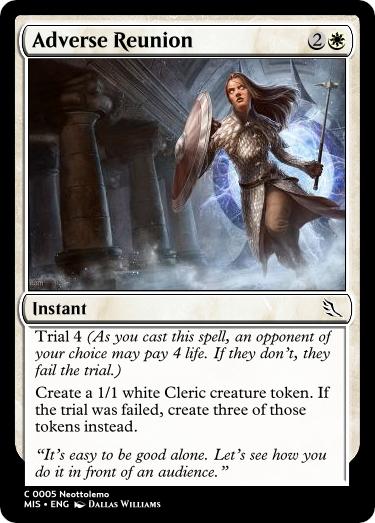 Adverse Reunion 2
Instant
Trial 4 (As you cast this spell, an opponent of
your choice may pay 4 life. If they don't, they
fail the trial.)
Create a 1/1 white Cleric creature token. If
the trial was failed, create three of those
tokens instead.
"It's easy to be good alone. Let's see how you
do it in front of an audience."
C 0005 Neottolemo
MIS • ENG DALLAS WILLIAMS